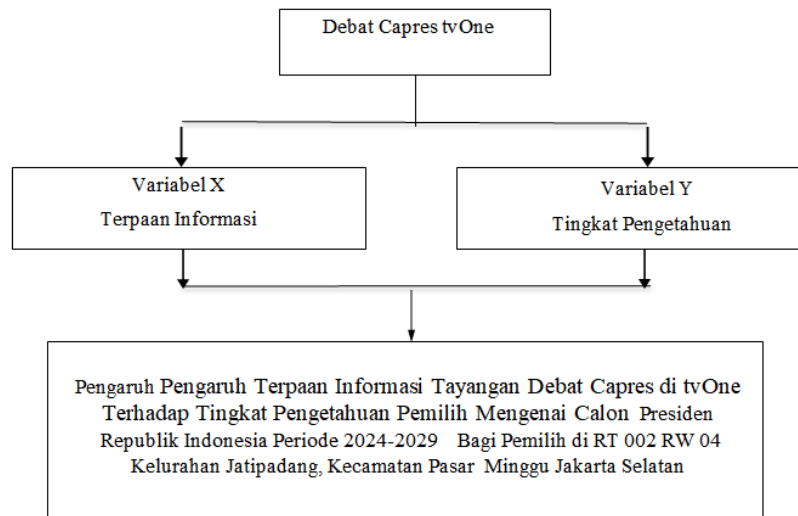 Debat Capres tvOne
Variabel X
Terpaan Informasi
Variabel Y
Tingkat Pengetahuan
Pengaruh Pengaruh Terpaan Informasi Tayangan Debat Capres di tvOne
Terhadap Tingkat Pengetahuan Pemilih Mengenai Calon Presiden
Republik Indonesia Periode 2024-2029 Bagi Pemilih di RT 002 RW 04
Kelurahan Jatipadang, Kecamatan Pasar Minggu Jakarta Selatan